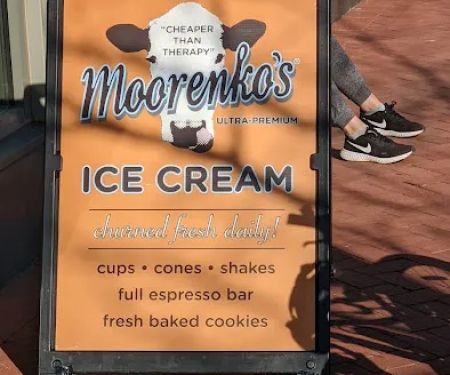 "CHEAPER
THAN
THERAPY"
Moorenko's®
ULTRA-PREMIUM
ICE CREAM
churned fresh daily!
cups • cones • shakes
full espresso bar
fresh baked cookies